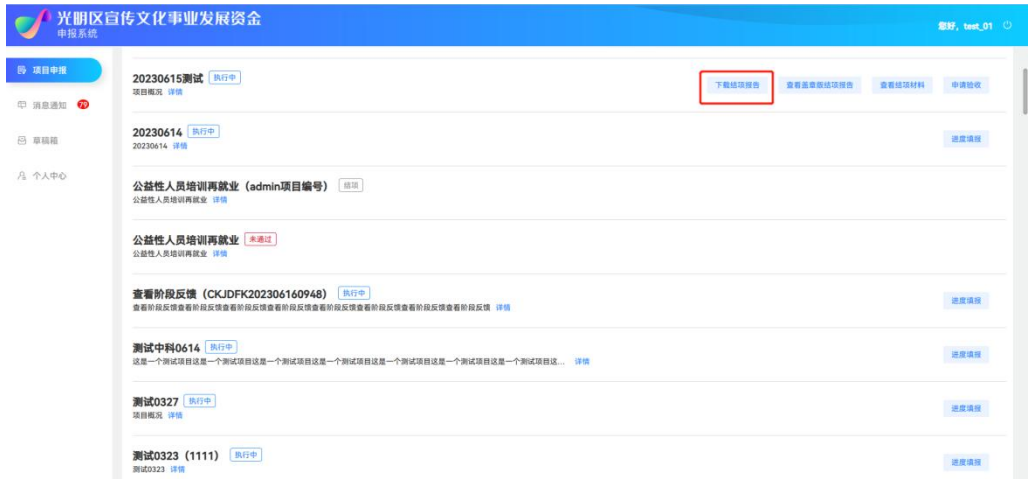 光明区宣传文化事业发展资金
申报系统
您好，test_01
项目申报
消息通知 79
草稿箱
个人中心
20230615测试 执行中
项目概况 详情
下载结项报告 查看盖章版结项报告 查看结项材料 申请验收
20230614 执行中
20230614 详情
进度填报
公益性人员培训再就业（admin项目编号） 结项
公益性人员培训再就业 详情
公益性人员培训再就业 未通过
公益性人员培训再就业 详情
查看阶段反馈（CKJDFK202306160948） 执行中
查看阶段反馈查看阶段反馈查看阶段反馈查看阶段反馈查看阶段反馈查看阶段反馈查看阶段反馈查看阶段反馈 详情
进度填报
测试中科0614 执行中
这是一个测试项目这是一个测试项目这是一个测试项目这是一个测试项目这是一个测试项目这是一个测试项目这是一个测试项目这... 详情
进度填报
测试0327 执行中
项目概况 详情
进度填报
测试0323（1111） 执行中
测试0323 详情
进度填报